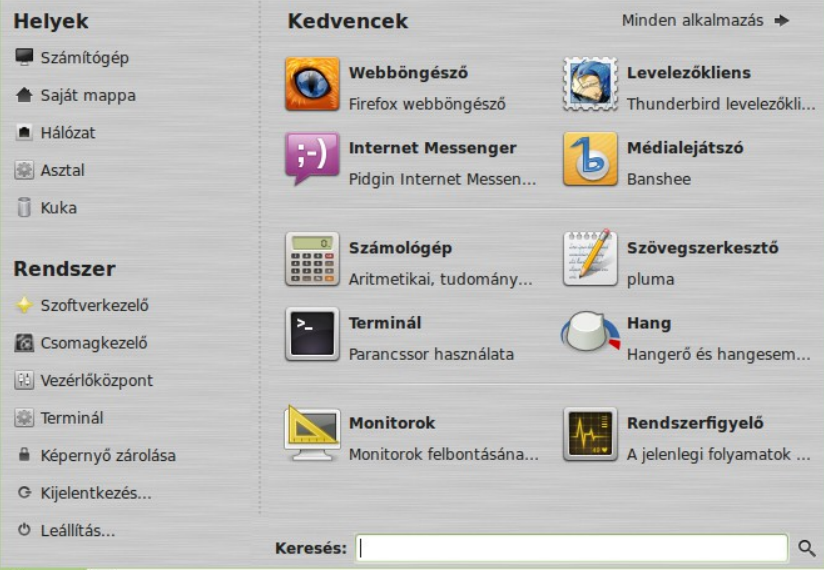 Helyek
Számítógép
Saját mappa
Hálózat
Asztal
Kuka
Rendszer
Szoftverkezelő
Csomagkezelő
Vezérlőközpont
Terminál
Képernyő zárolása
Kijelentkezés...
Leállítás...
Kedvencek
Minden alkalmazás
Webböngésző
Firefox webböngésző
Levelezőkliens
Thunderbird levelezőkli...
;-)
Internet Messenger
Pidgin Internet Messen...
Médialejátszó
Banshee
0.
Számológép
Aritmetikai, tudomány...
Szövegszerkesztő
pluma
>_
Terminál
Parancssor használata
Hang
Hangerő és hangesem...
Monitorok
Monitorok felbontásána...
Rendszerfigyelő
A jelenlegi folyamatok ...
Keresés: